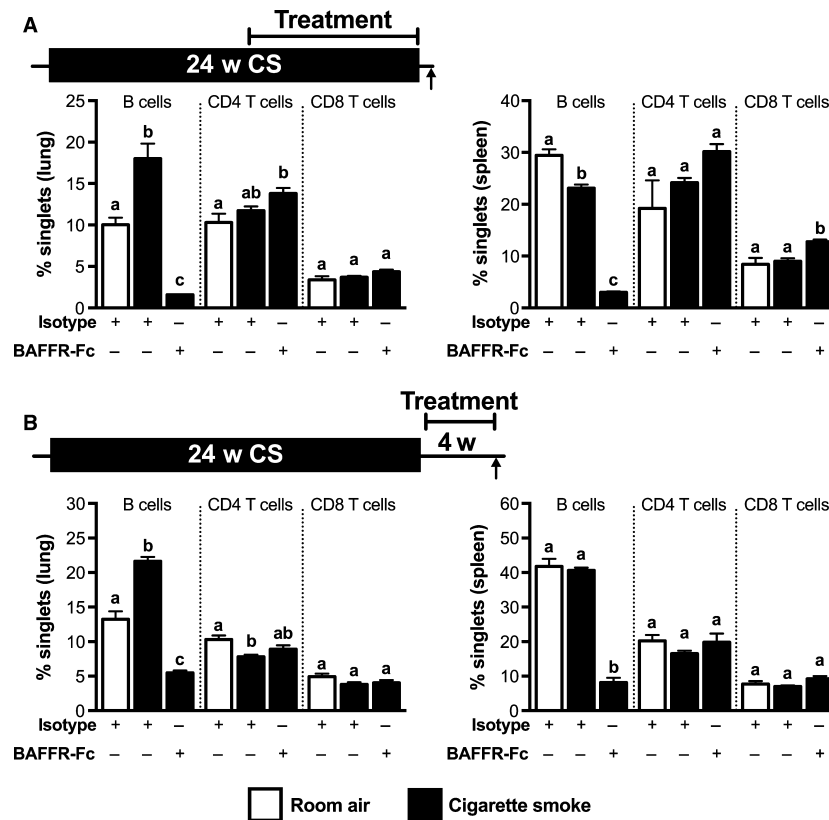 A
Treatment
24 w CS
B cells CD4 T cells CD8 T cells
% singlets (lung)
25
20
15
10
5
0
a b c a ab b a a a
Isotype + + – + + – + + –
BAFFR-Fc – – + – – + – – +
B cells CD4 T cells CD8 T cells
% singlets (spleen)
40
30
20
10
0
a b c a a a a a b
+ + – + + – + + –
– – + – – + – – +
B
Treatment
4 w
24 w CS
B cells CD4 T cells CD8 T cells
% singlets (lung)
30
25
20
15
10
5
0
a b c a b ab a a a
Isotype + + – + + – + + –
BAFFR-Fc – – + – – + – – +
B cells CD4 T cells CD8 T cells
% singlets (spleen)
60
50
40
30
20
10
0
a a b a a a a a a
Isotype + + – + + – + + –
BAFFR-Fc – – + – – + – – +
Room air Cigarette smoke